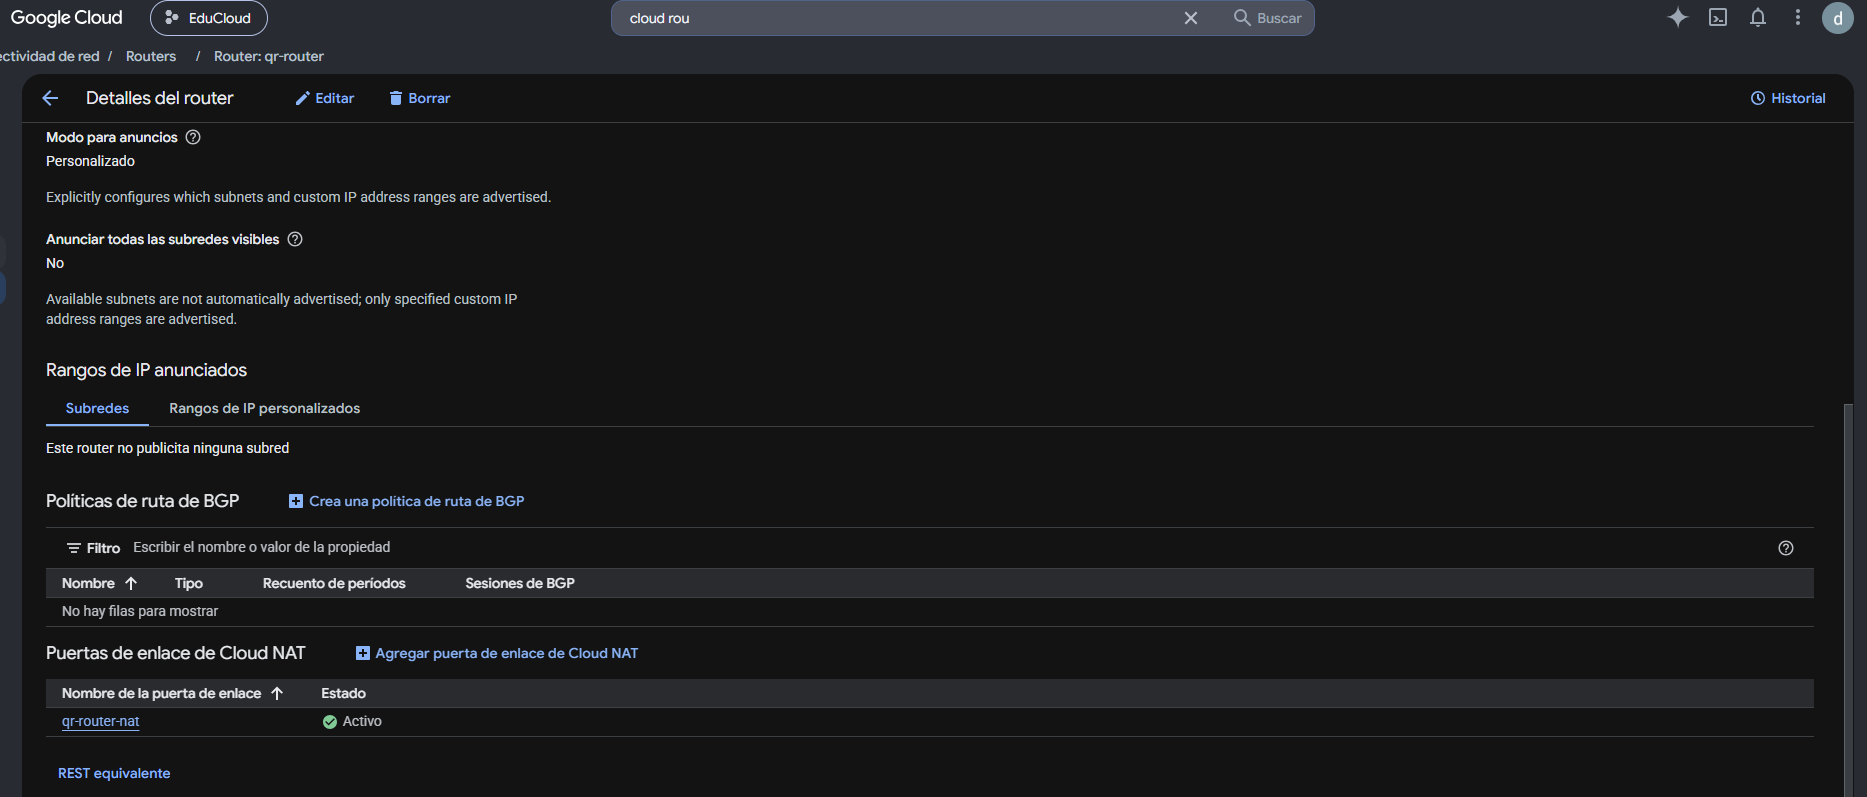 Google Cloud
EduCloud
cloud rou
Buscar
d
ectividad de red / Routers / Router: qr-router
Detalles del router
Editar
Borrar
Historial
Modo para anuncios
Personalizado
Explicitly configures which subnets and custom IP address ranges are advertised.
Anunciar todas las subredes visibles
No
Available subnets are not automatically advertised; only specified custom IP
address ranges are advertised.
Rangos de IP anunciados
Subredes
Rangos de IP personalizados
Este router no publicita ninguna subred
Políticas de ruta de BGP
Crea una política de ruta de BGP
Filtro Escribir el nombre o valor de la propiedad
Nombre Tipo Recuento de períodos Sesiones de BGP
No hay filas para mostrar
Puertas de enlace de Cloud NAT
Agregar puerta de enlace de Cloud NAT
Nombre de la puerta de enlace Estado
qr-router-nat Activo
REST equivalente